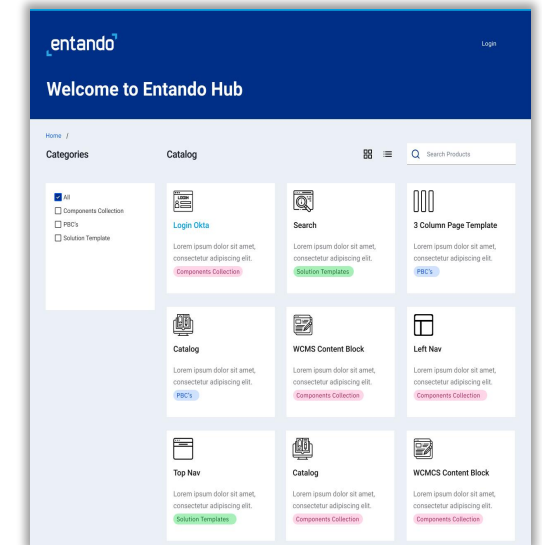 entando
Login
Welcome to Entando Hub
Home /
Categories
Catalog
Search Products
All
Components Collection
PBC's
Solution Template
LOGIN
Login Okta
Lorem ipsum dolor sit amet,
consectetur adipiscing elit.
Components Collection
Search
Lorem ipsum dolor sit amet,
consectetur adipiscing elit.
Solution Templates
3 Column Page Template
Lorem ipsum dolor sit amet,
consectetur adipiscing elit.
PBC's
Catalog
Lorem ipsum dolor sit amet,
consectetur adipiscing elit.
PBC's
WCMS Content Block
Lorem ipsum dolor sit amet,
consectetur adipiscing elit.
Components Collection
Left Nav
Lorem ipsum dolor sit amet,
consectetur adipiscing elit.
Components Collection
Top Nav
Lorem ipsum dolor sit amet,
consectetur adipiscing elit.
Solution Templates
Catalog
Lorem ipsum dolor sit amet,
consectetur adipiscing elit.
Components Collection
WCMCS Content Block
Lorem ipsum dolor sit amet,
consectetur adipiscing elit.
Components Collection